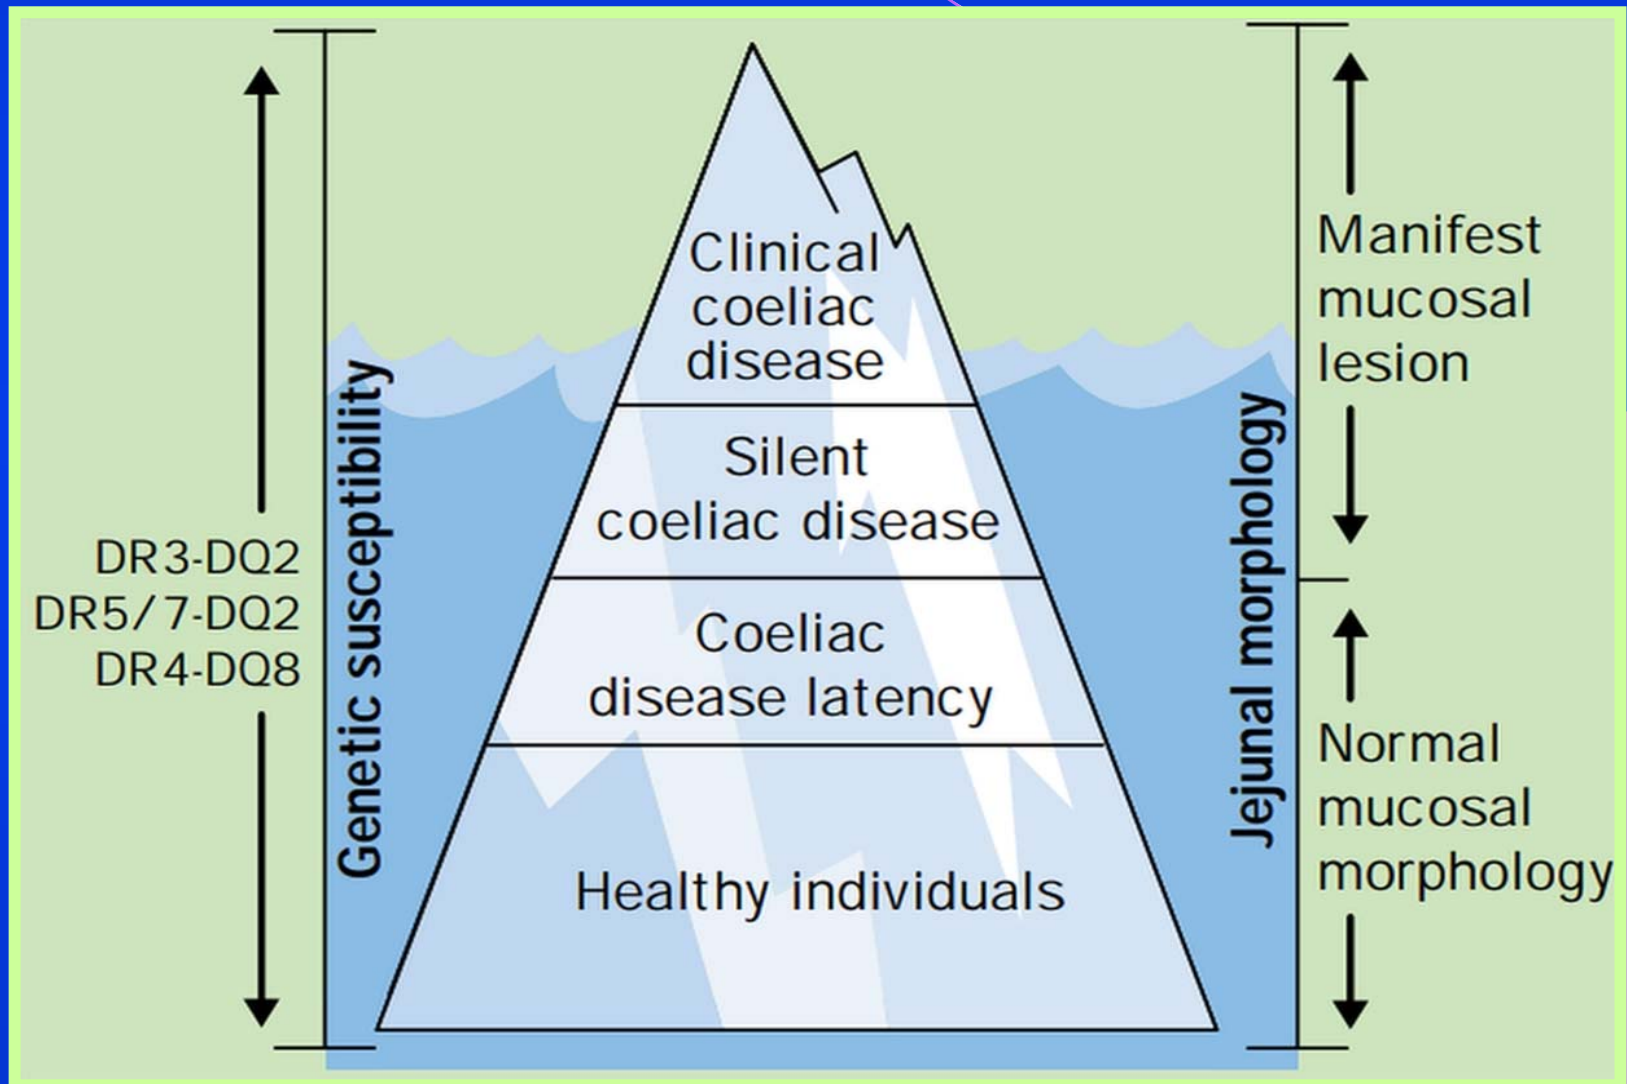 DR3-DQ2
DR5/7-DQ2
DR4-DQ8
Genetic susceptibility
Clinical
coeliac
disease
Silent
coeliac disease
Coeliac
disease latency
Healthy individuals
Jejunal morphology
Manifest
mucosal
lesion
Normal
mucosal
morphology